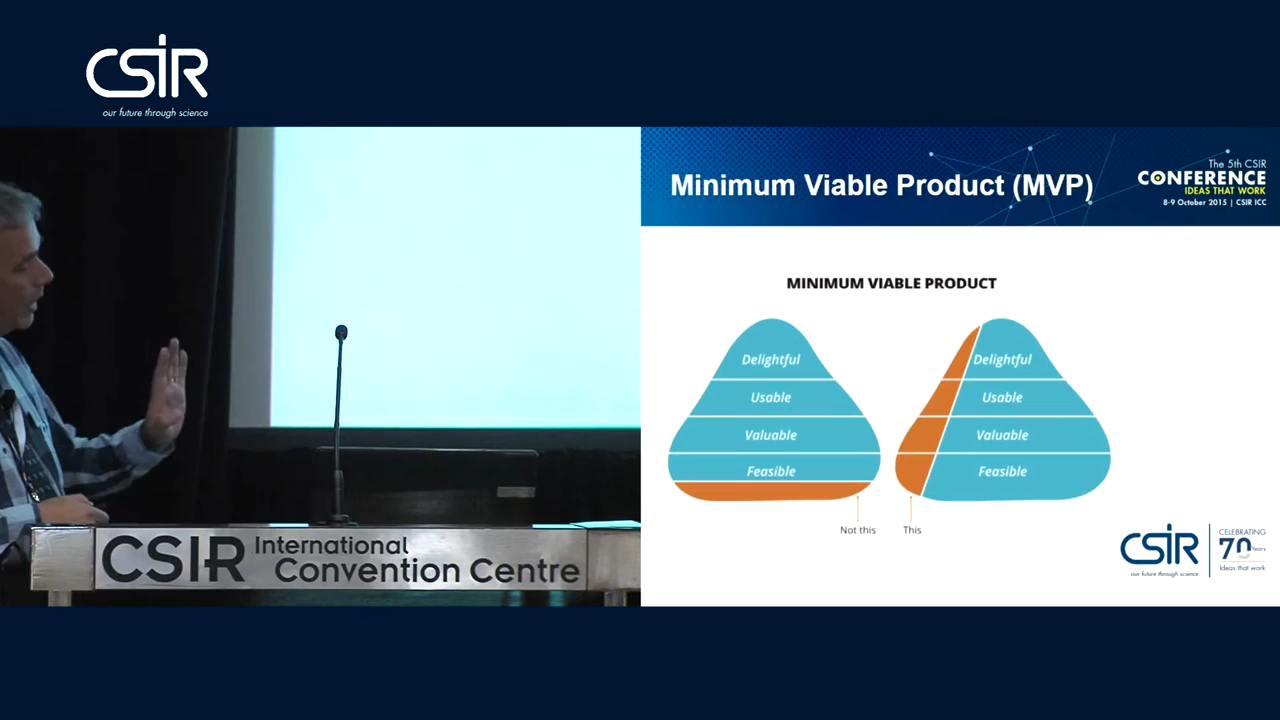 CSIR
our future through science
CSIR International
Convention Centre
Minimum Viable Product (MVP)
The 5th CSIR
CONFERENCE
IDEAS THAT WORK
8-9 October 2015 | CSIR ICC
MINIMUM VIABLE PRODUCT
Delightful
Usable
Valuable
Feasible
Not this
Delightful
Usable
Valuable
Feasible
This
CSIR
our future through science
CELEBRATING
70 Years
Ideas that work